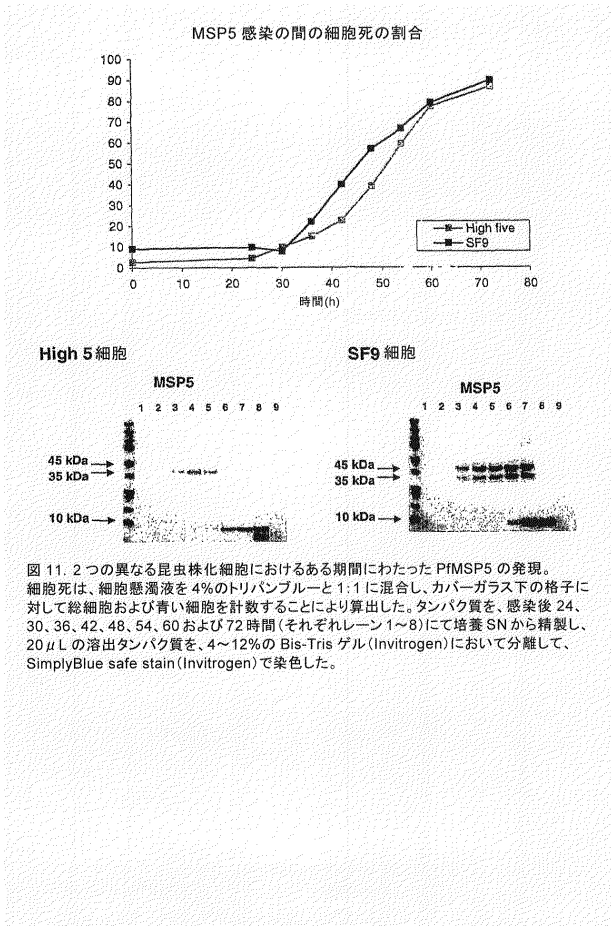 MSP5 感染の間の細胞死の割合
100
90
80
70
60
50
40
30
20
10
0
0 10 20 30 40 50 60 70 80
時間(h)
High five
SF9
High 5 細胞
MSP5
1 2 3 4 5 6 7 8 9
45 kDa
35 kDa
10 kDa
SF9 細胞
MSP5
1 2 3 4 5 6 7 8 9
45 kDa
35 kDa
10 kDa
図 11. 2 つの異なる昆虫株化細胞におけるある期間にわたった PfMSP5 の発現。
細胞死は、細胞懸濁液を 4%のトリパンブルーと 1:1 に混合し、カバーガラス下の格子に
対して総細胞および青い細胞を計数することにより算出した。タンパク質を、感染後 24、
30、36、42、48、54、60 および 72 時間(それぞれレーン 1~8)にて培養 SN から精製し、
20μL の溶出タンパク質を、4~12%の Bis-Tris ゲル(Invitrogen)において分離して、
SimplyBlue safe stain(Invitrogen)で染色した。